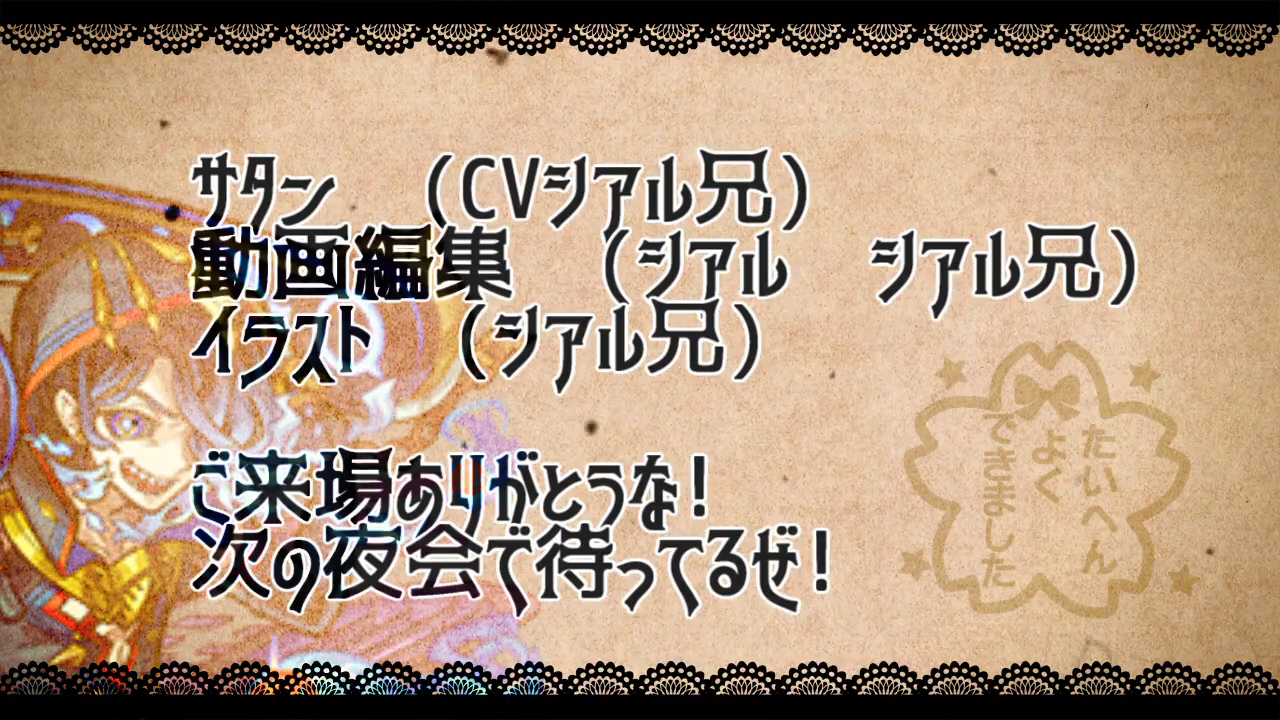 サタン　（CVシアル兄）
動画編集　（シアル　シアル兄）
イラスト　（シアル兄）
ご来場ありがとうな！
次の夜会で待ってるぜ！
たいへん
よく
できました